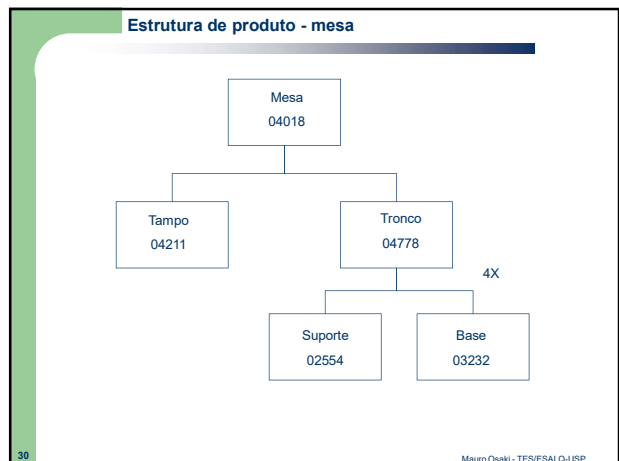 Estrutura de produto - mesa
Mesa
04018
Tampo
04211
Tronco
04778
4X
Suporte
02554
Base
03232
30
Mauro Osaki - TES/ESALQ-USP